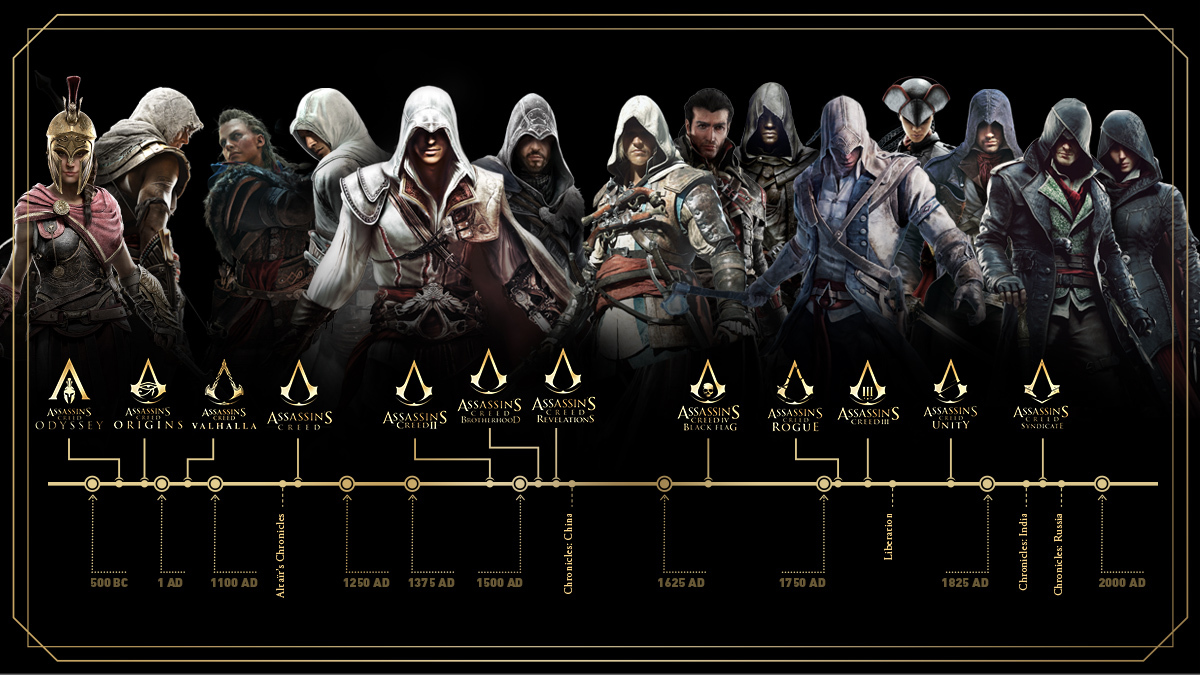 ASSASSIN'S
CREED
ODYSSEY
ASSASSIN'S
CREED
ORIGINS
ASSASSIN'S
CREED
VALHALLA
ASSASSIN'S
CREED
ASSASSIN'S
CREED II
ASSASSIN'S
CREED
BROTHERHOOD
ASSASSIN'S
CREED
REVELATIONS
ASSASSIN'S
CREED IV
BLACK FLAG
ASSASSIN'S
CREED
ROGUE
III
ASSASSIN'S
CREED III
ASSASSIN'S
CREED
UNITY
ASSASSIN'S
CREED
SYNDICATE
Altaïr's Chronicles
Chronicles: China
Liberation
Chronicles: India
Chronicles: Russia
500 BC
1 AD
1100 AD
1250 AD
1375 AD
1500 AD
1625 AD
1750 AD
1825 AD
2000 AD